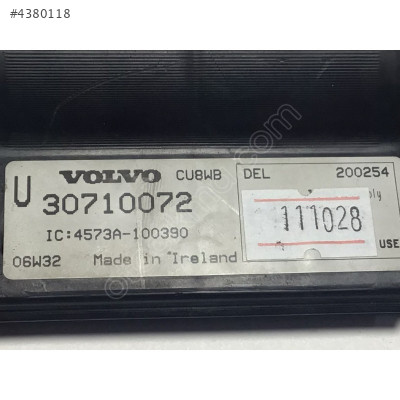 #4380118
U VOLVO CU8WB
30710072
IC:4573A-100390
06W32 Made in Ireland
DEL 200254
111028
USE